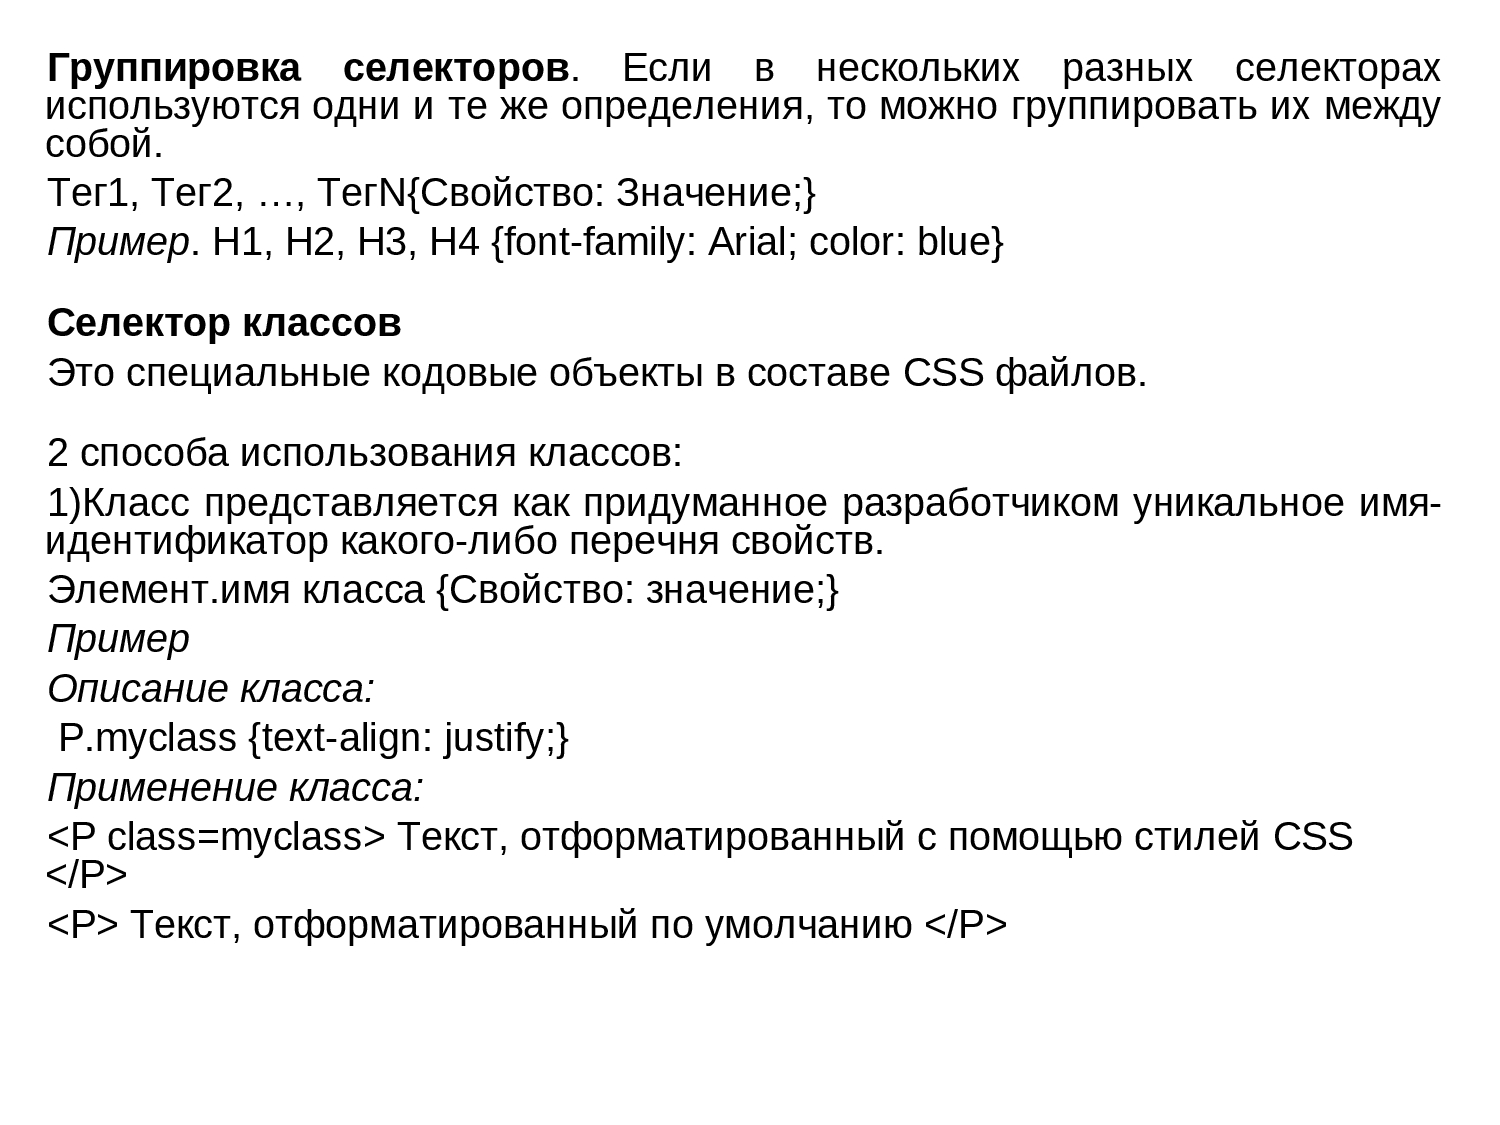 Группировка селекторов. Если в нескольких разных селекторах
используются одни и те же определения, то можно группировать их между
собой.
Тег1, Тег2, …, ТегN{Свойство: Значение;}
Пример. H1, H2, H3, H4 {font-family: Arial; color: blue}
Селектор классов
Это специальные кодовые объекты в составе CSS файлов.
2 способа использования классов:
1)Класс представляется как придуманное разработчиком уникальное имя-
идентификатор какого-либо перечня свойств.
Элемент.имя класса {Свойство: значение;}
Пример
Описание класса:
P.myclass {text-align: justify;}
Применение класса:
<P class=myclass> Текст, отформатированный с помощью стилей CSS
</P>
<P> Текст, отформатированный по умолчанию </P>